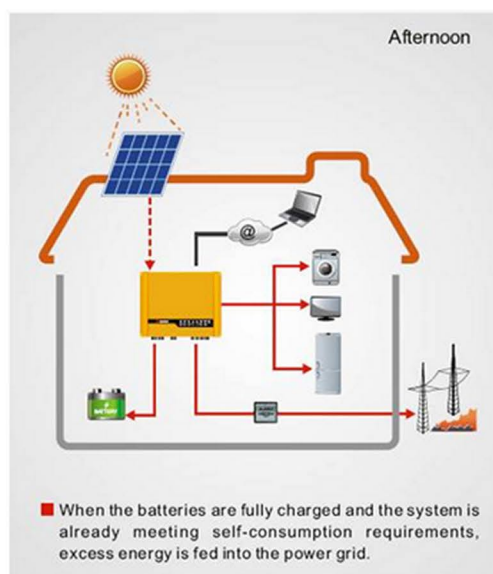 Afternoon
@
BATTERY
When the batteries are fully charged and the system is
already meeting self-consumption requirements,
excess energy is fed into the power grid.